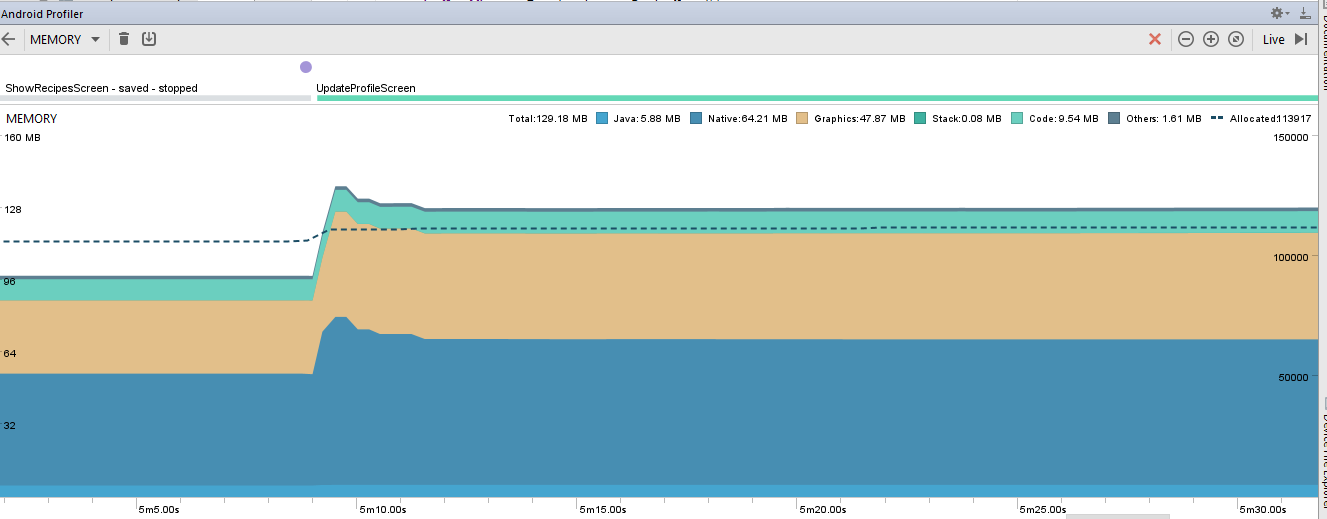 Android Profiler
MEMORY
Live
ShowRecipesScreen - saved - stopped
UpdateProfileScreen
MEMORY
Total:129.18 MB Java:5.88 MB Native:64.21 MB Graphics:47.87 MB Stack:0.08 MB Code:9.54 MB Others: 1.61 MB Allocated:113917
160 MB
150000
128
96
100000
64
50000
32
5m5.00s
5m10.00s
5m15.00s
5m20.00s
5m25.00s
5m30.00s